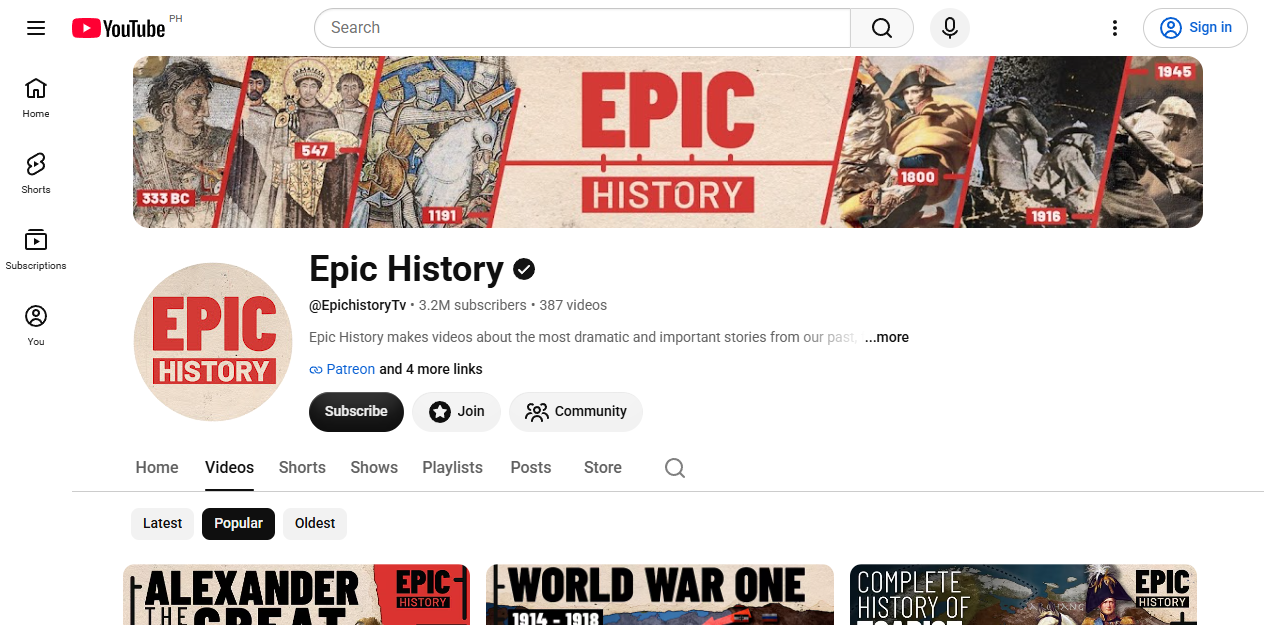 YouTube PH
Search
Sign in
Home
Shorts
Subscriptions
You
333 BC
547
1191
EPIC
HISTORY
1800
1916
1945
EPIC
HISTORY
Epic History
@EpichistoryTv • 3.2M subscribers • 387 videos
Epic History makes videos about the most dramatic and important stories from our past, ...more
Patreon and 4 more links
Subscribe
Join
Community
Home
Videos
Shorts
Shows
Playlists
Posts
Store
Latest
Popular
Oldest
ALEXANDER
THE GREAT
EPIC
HISTORY
WORLD WAR ONE
1914 - 1918
COMPLETE
HISTORY OF
EPIC
HISTORY